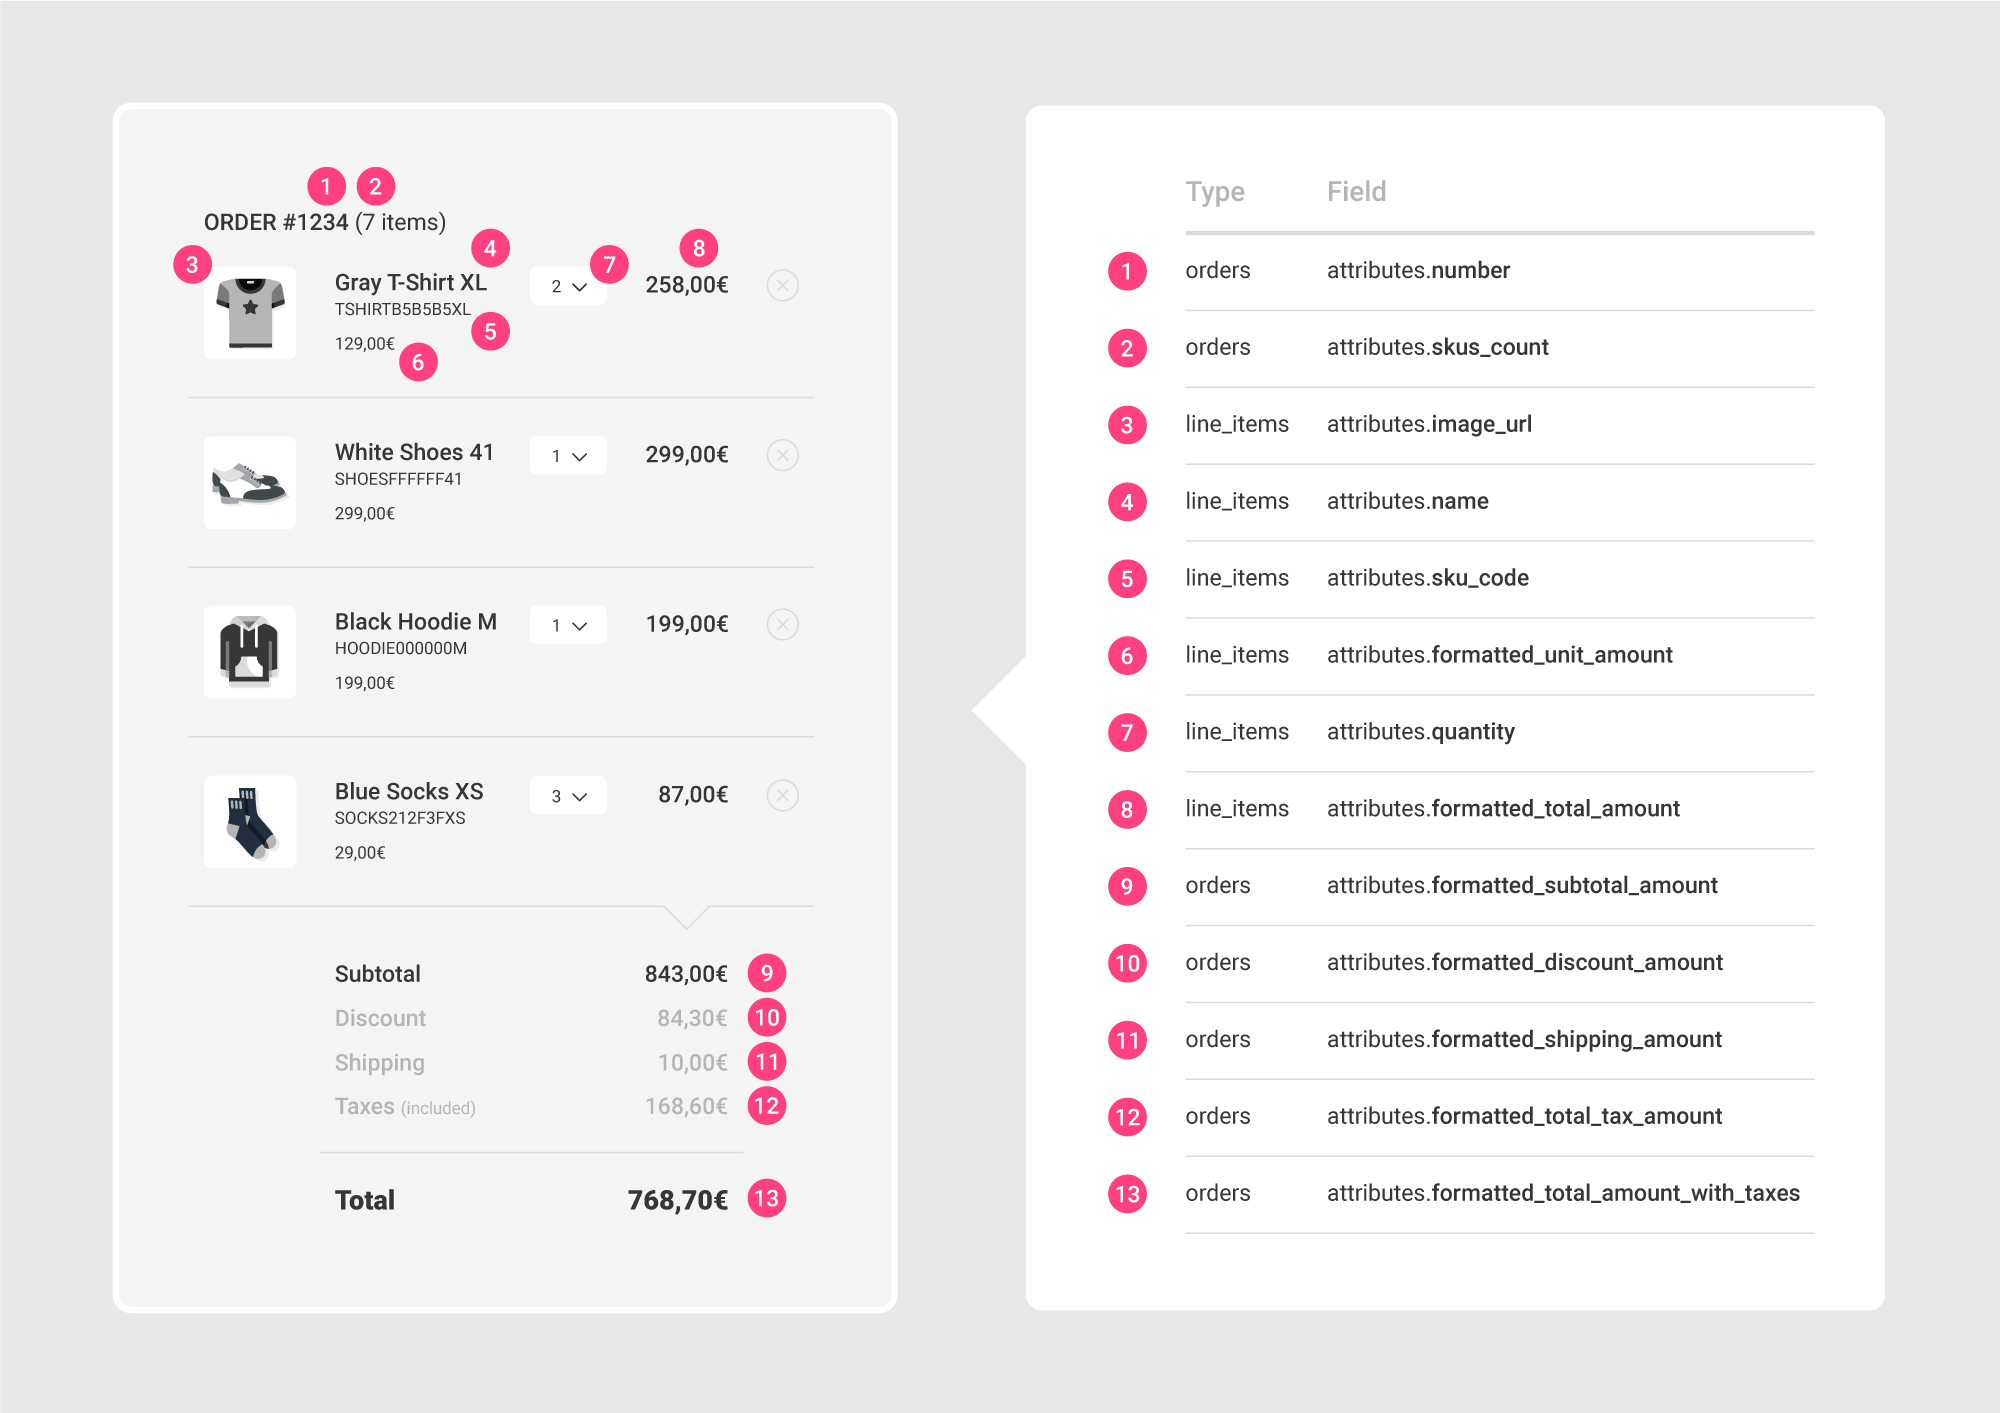 1 2
ORDER #1234 (7 items)
3
4
Gray T-Shirt XL
TSHIRTB5B5B5XL
5
129,00€
6
2
7
8
258,00€
White Shoes 41
SHOESFFFFFF41
299,00€
1
299,00€
Black Hoodie M
HOODIE000000M
199,00€
1
199,00€
Blue Socks XS
SOCKS212F3FXS
29,00€
3
87,00€
Subtotal 843,00€ 9
Discount 84,30€ 10
Shipping 10,00€ 11
Taxes (included) 168,60€ 12
Total 768,70€ 13
Type Field
1 orders attributes.number
2 orders attributes.skus_count
3 line_items attributes.image_url
4 line_items attributes.name
5 line_items attributes.sku_code
6 line_items attributes.formatted_unit_amount
7 line_items attributes.quantity
8 line_items attributes.formatted_total_amount
9 orders attributes.formatted_subtotal_amount
10 orders attributes.formatted_discount_amount
11 orders attributes.formatted_shipping_amount
12 orders attributes.formatted_total_tax_amount
13 orders attributes.formatted_total_amount_with_taxes